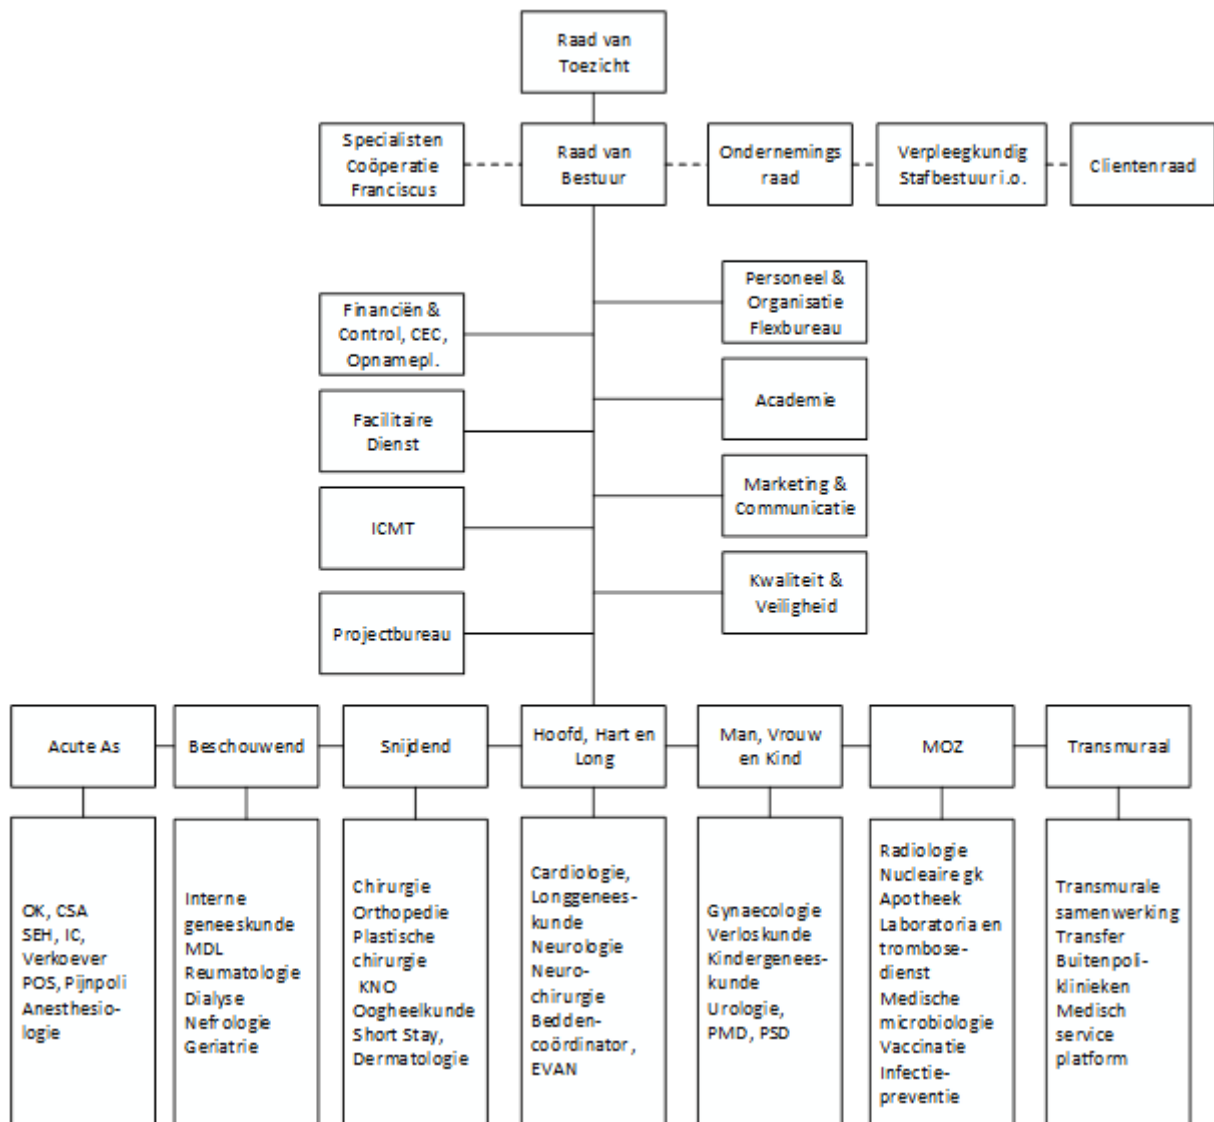 Raad van
Toezicht
Specialisten
Coöperatie
Franciscus
Raad van
Bestuur
Ondernemings
raad
Verpleegkundig
Stafbestuur i.o.
Clientenraad
Personeel &
Organisatie
Flexbureau
Financiën &
Control, CEC,
Opnamepl.
Academie
Facilitaire
Dienst
Marketing &
Communicatie
ICMT
Kwaliteit &
Veiligheid
Projectbureau
Acute As
Beschouwend
Snijdend
Hoofd, Hart en
Long
Man, Vrouw
en Kind
MOZ
Transmuraal
OK, CSA
SEH, IC,
Verkoever
POS, Pijnpoli
Anesthesio-
logie
Interne
geneeskunde
MDL
Reumatologie
Dialyse
Nefrologie
Geriatrie
Chirurgie
Orthopedie
Plastische
chirurgie
KNO
Oogheelkunde
Short Stay,
Dermatologie
Cardiologie,
Longgenees-
kunde
Neurologie
Neuro-
chirurgie
Bedden-
coördinator,
EVAN
Gynaecologie
Verloskunde
Kindergenees-
kunde
Urologie,
PMD, PSD
Radiologie
Nucleaire gk
Apotheek
Laboratoria en
trombose-
dienst
Medische
microbiologie
Vaccinatie
Infectie-
preventie
Transmurale
samenwerking
Transfer
Buitenpoli-
klinieken
Medisch
service
platform